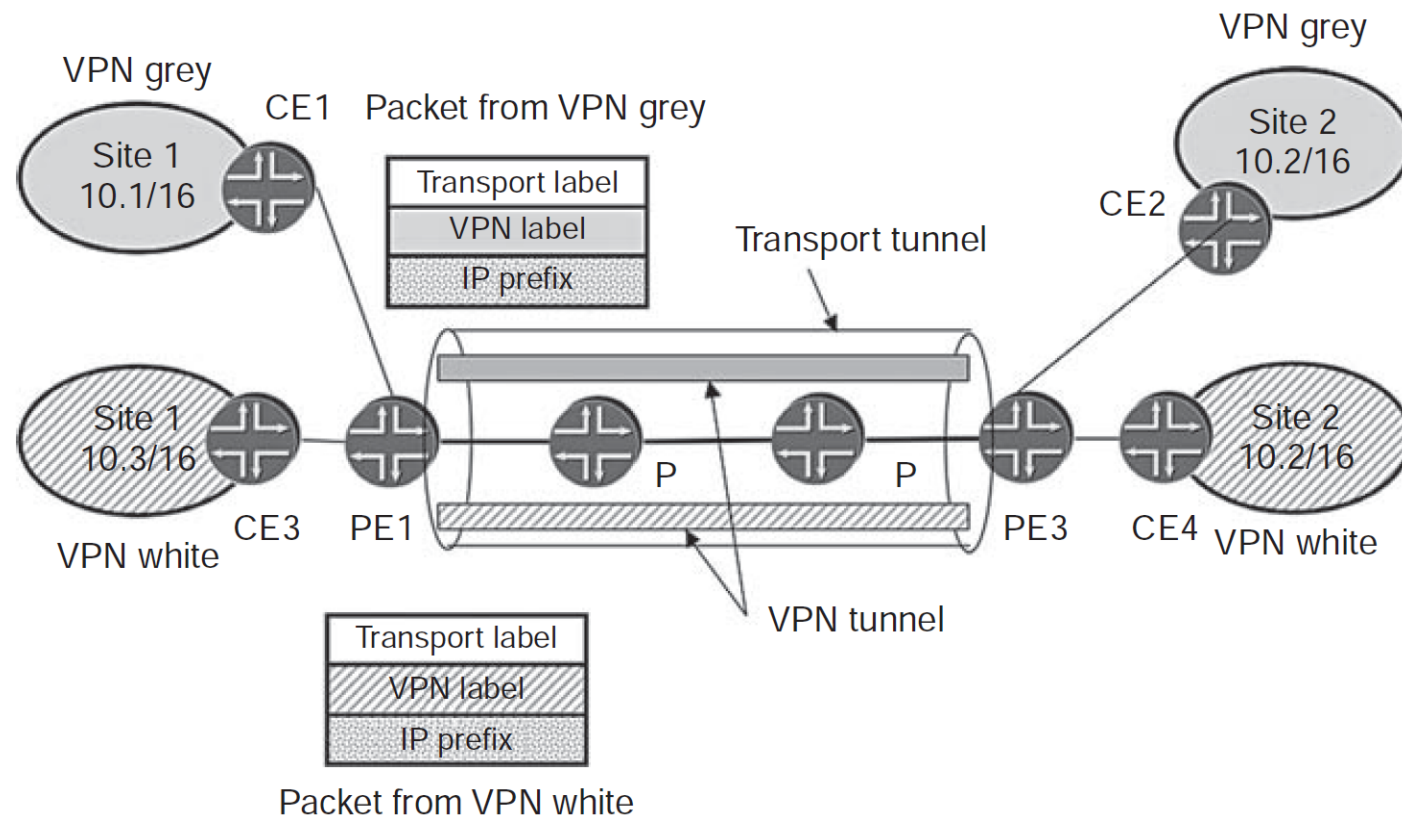 VPN grey
CE1
Packet from VPN grey
VPN grey
Site 1
10.1/16
Transport label
VPN label
IP prefix
Site 2
10.2/16
CE2
Transport tunnel
Site 1
10.3/16
P
P
Site 2
10.2/16
CE3
PE1
PE3
CE4
VPN white
VPN white
VPN tunnel
Transport label
VPN label
IP prefix
Packet from VPN white